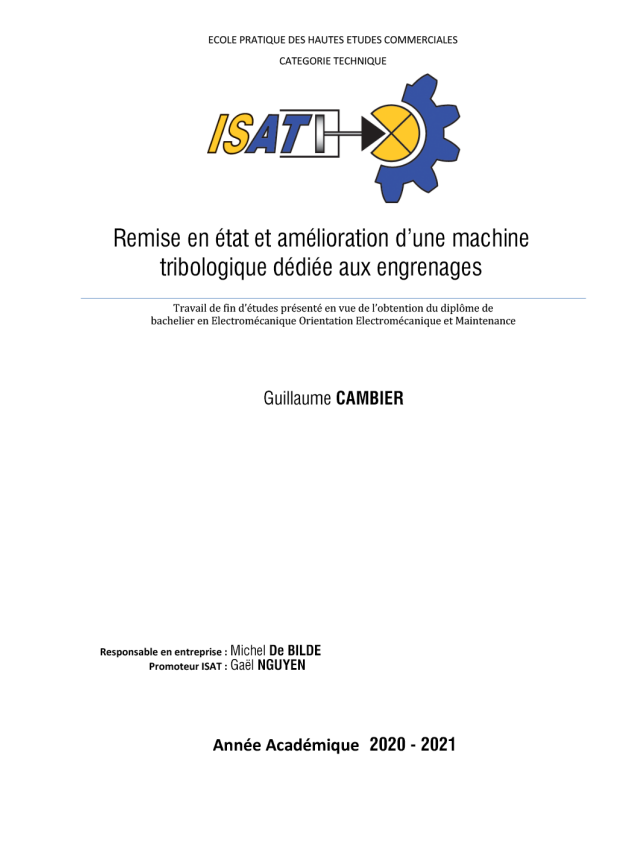 ECOLE PRATIQUE DES HAUTES ETUDES COMMERCIALES
CATEGORIE TECHNIQUE
ISAT
Remise en état et amélioration d’une machine
tribologique dédiée aux engrenages
Travail de fin d’études présenté en vue de l’obtention du diplôme de
bachelier en Electromécanique Orientation Electromécanique et Maintenance
Guillaume CAMBIER
Responsable en entreprise : Michel De BILDE
Promoteur ISAT : Gaël NGUYEN
Année Académique 2020 - 2021